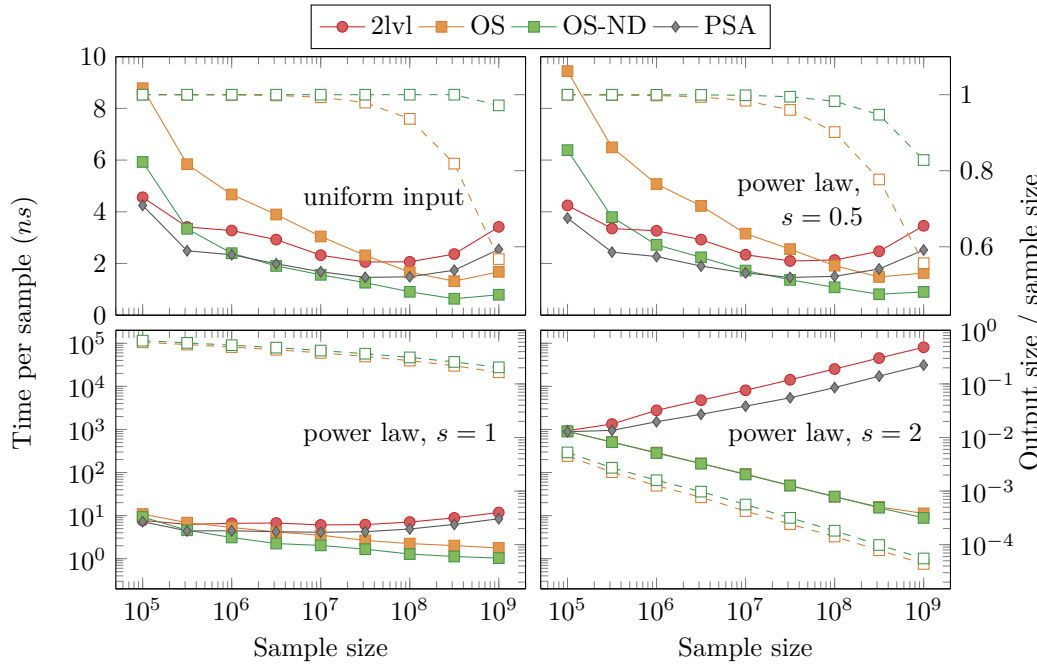 2lvl OS OS-ND PSA
10
8
6
4
2
0
uniform input
power law,
s = 0.5
1
0.8
0.6
Time per sample (ns)
Output size / sample size
10^5
10^4
10^3
10^2
10^1
10^0
power law, s = 1
power law, s = 2
10^0
10^-1
10^-2
10^-3
10^-4
10^5 10^6 10^7 10^8 10^9
10^5 10^6 10^7 10^8 10^9
Sample size
Sample size